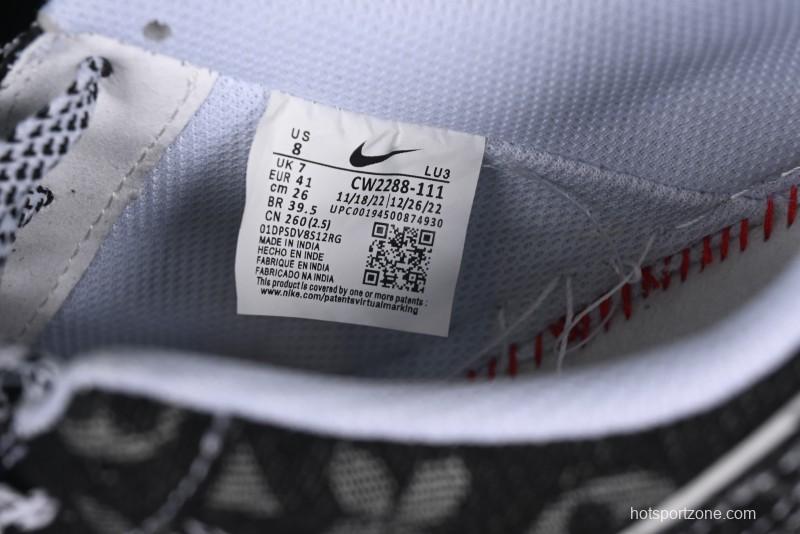 US
8
LU3
UK 7
EUR 41
CW2288-111
cm 26
11/18/22 12/26/22
BR 39.5
UPC00194500874930
CN 260 (2.5)
01DPSDV8S12RG
MADE IN INDIA
HECHO EN INDE
FABRIQUE EN INDIA
FABRICADO NA INDIA
This product is covered by one or more patents :
www.nike.com/patentsvirtualmarking
hotsportzone.com